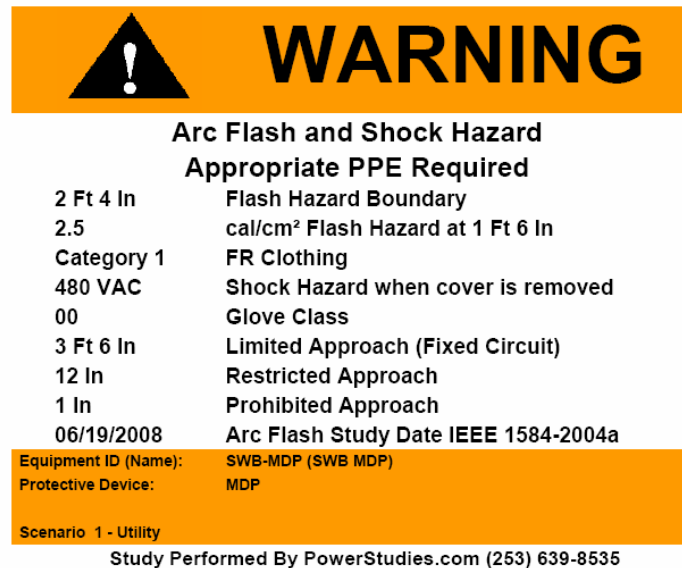 WARNING
Arc Flash and Shock Hazard
Appropriate PPE Required
2 Ft 4 In Flash Hazard Boundary
2.5 cal/cm² Flash Hazard at 1 Ft 6 In
Category 1 FR Clothing
480 VAC Shock Hazard when cover is removed
00 Glove Class
3 Ft 6 In Limited Approach (Fixed Circuit)
12 In Restricted Approach
1 In Prohibited Approach
06/19/2008 Arc Flash Study Date IEEE 1584-2004a
Equipment ID (Name): SWB-MDP (SWB MDP)
Protective Device: MDP
Scenario 1 - Utility
Study Performed By PowerStudies.com (253) 639-8535